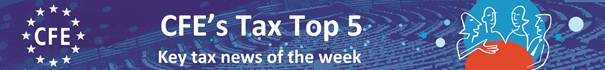 CFE
CFE's Tax Top 5
Key tax news of the week